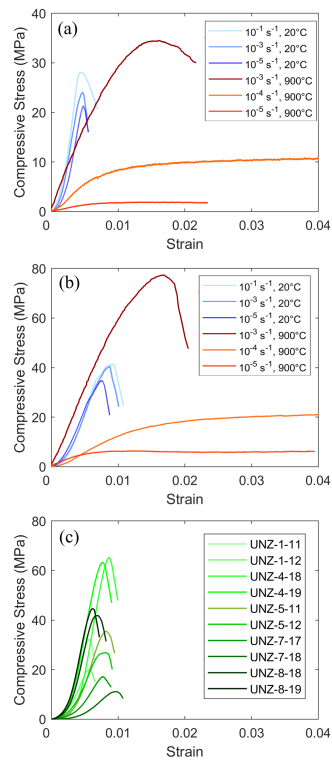 (a)
Compressive Stress (MPa)
40
30
20
10
0
10⁻¹ s⁻¹, 20°C
10⁻³ s⁻¹, 20°C
10⁻⁵ s⁻¹, 20°C
10⁻³ s⁻¹, 900°C
10⁻⁴ s⁻¹, 900°C
10⁻⁵ s⁻¹, 900°C
0 0.01 0.02 0.03 0.04
Strain
(b)
Compressive Stress (MPa)
80
60
40
20
0
10⁻¹ s⁻¹, 20°C
10⁻³ s⁻¹, 20°C
10⁻⁵ s⁻¹, 20°C
10⁻³ s⁻¹, 900°C
10⁻⁴ s⁻¹, 900°C
10⁻⁵ s⁻¹, 900°C
0 0.01 0.02 0.03 0.04
Strain
(c)
Compressive Stress (MPa)
80
60
40
20
0
UNZ-1-11
UNZ-1-12
UNZ-4-18
UNZ-4-19
UNZ-5-11
UNZ-5-12
UNZ-7-17
UNZ-7-18
UNZ-8-18
UNZ-8-19
0 0.01 0.02 0.03 0.04
Strain